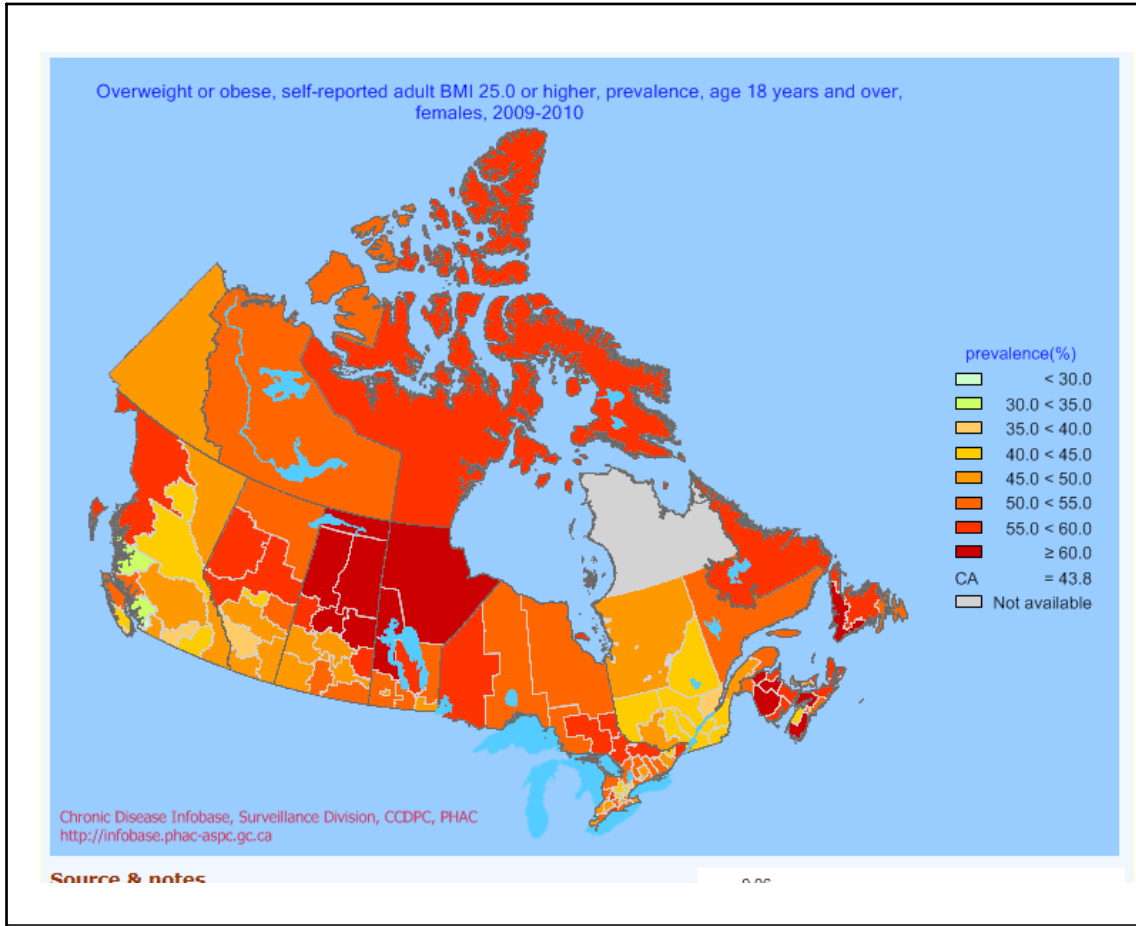 Overweight or obese, self-reported adult BMI 25.0 or higher, prevalence, age 18 years and over,
females, 2009-2010
prevalence(%)
< 30.0
30.0 < 35.0
35.0 < 40.0
40.0 < 45.0
45.0 < 50.0
50.0 < 55.0
55.0 < 60.0
≥ 60.0
CA = 43.8
Not available
Chronic Disease Infobase, Surveillance Division, CCDPC, PHAC
http://infobase.phac-aspc.gc.ca
Source & notes